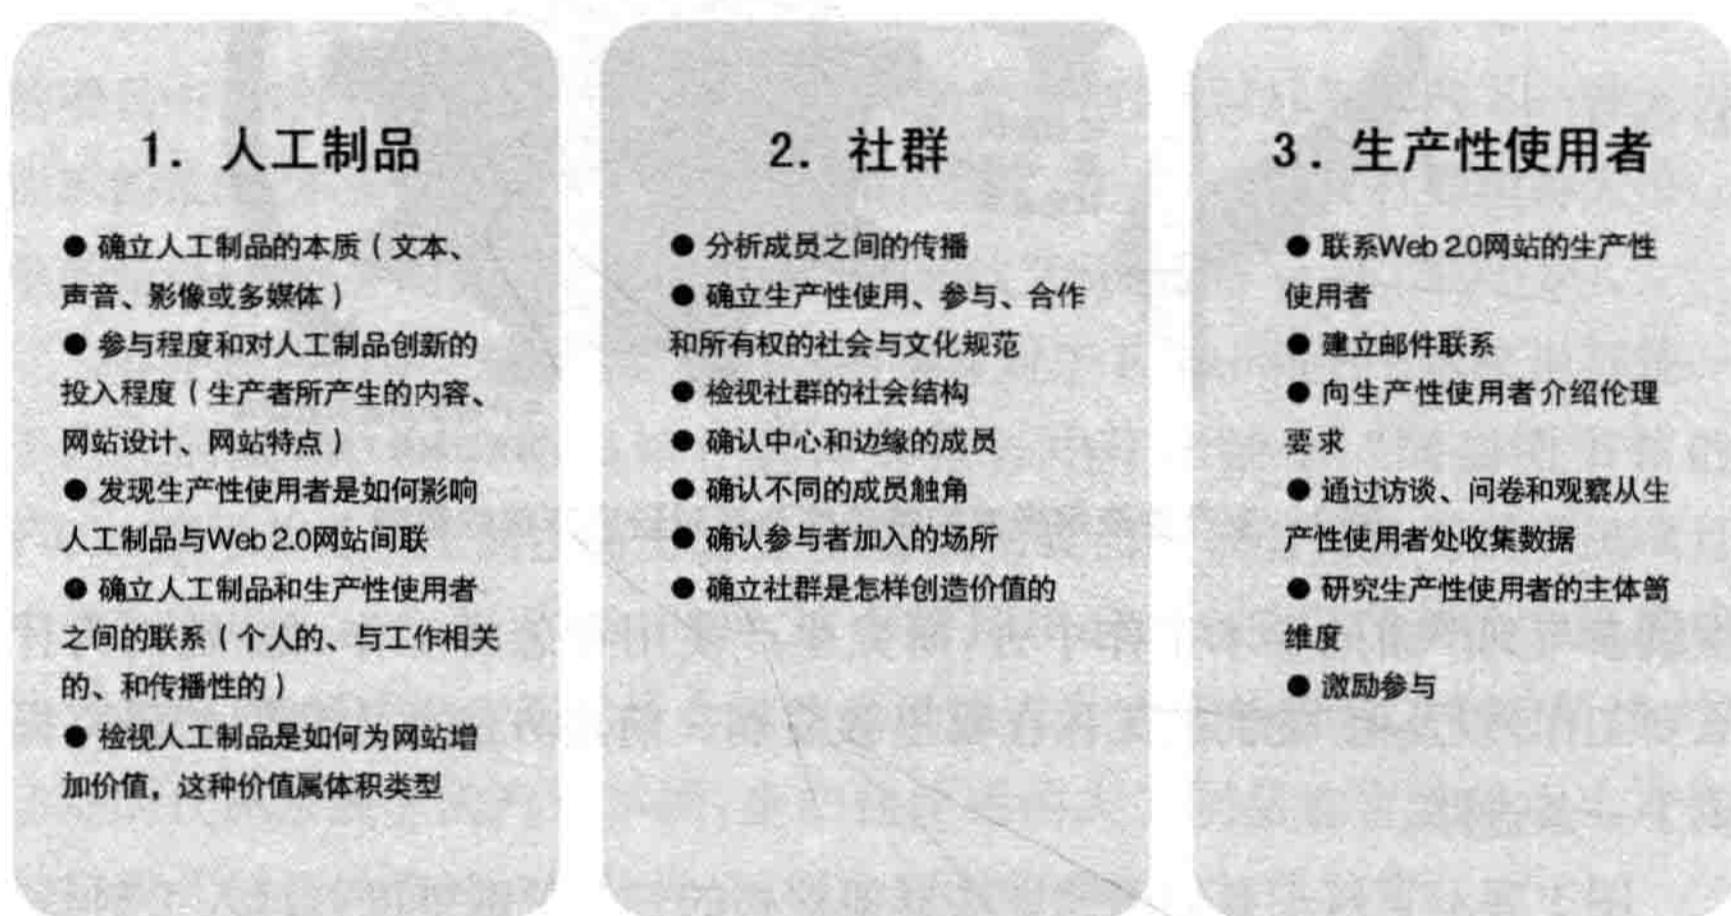 1. 人工制品
● 确立人工制品的本质（文本、
声音、影像或多媒体）
● 参与程度和对人工制品创新的
投入程度（生产者所产生的内容、
网站设计、网站特点）
● 发现生产性使用者是如何影响
人工制品与Web 2.0网站间联
● 确立人工制品和生产性使用者
之间的联系（个人的、与工作相关
的、和传播性的）
● 检视人工制品是如何为网站增
加价值，这种价值属体积类型
2. 社群
● 分析成员之间的传播
● 确立生产性使用、参与、合作
和所有权的社会与文化规范
● 检视社群的社会结构
● 确认中心和边缘的成员
● 确认不同的成员触角
● 确认参与者加入的场所
● 确立社群是怎样创造价值的
3. 生产性使用者
● 联系Web 2.0网站的生产性
使用者
● 建立邮件联系
● 向生产性使用者介绍伦理
要求
● 通过访谈、问卷和观察从生
产性使用者处收集数据
● 研究生产性使用者的主体简
维度
● 激励参与